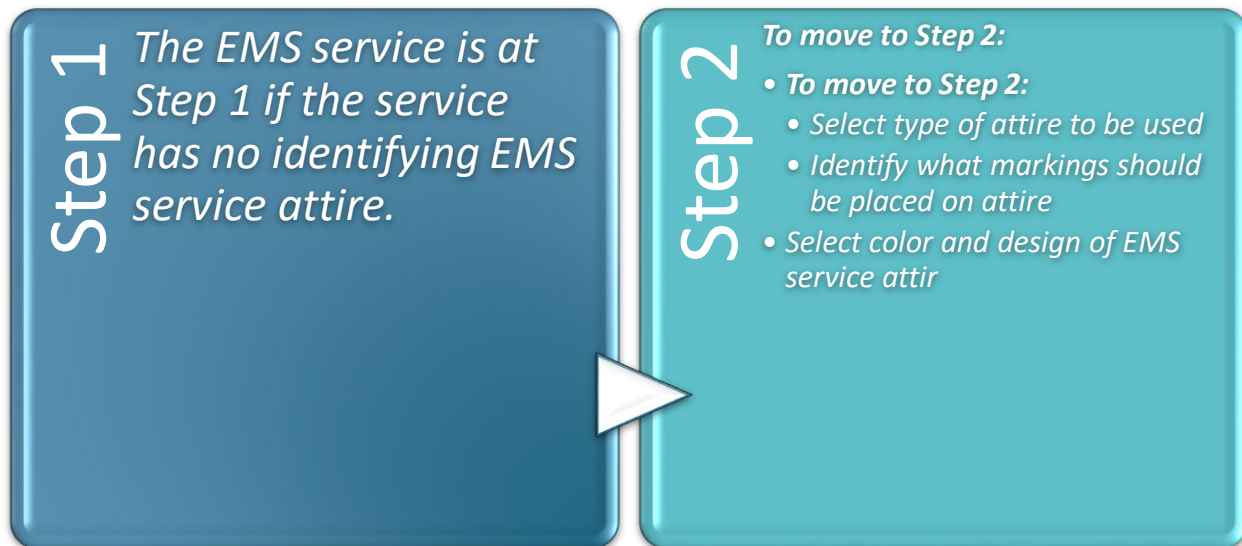 Step 1
The EMS service is at
Step 1 if the service
has no identifying EMS
service attire.
Step 2
To move to Step 2:
• To move to Step 2:
• Select type of attire to be used
• Identify what markings should
be placed on attire
• Select color and design of EMS
service attir